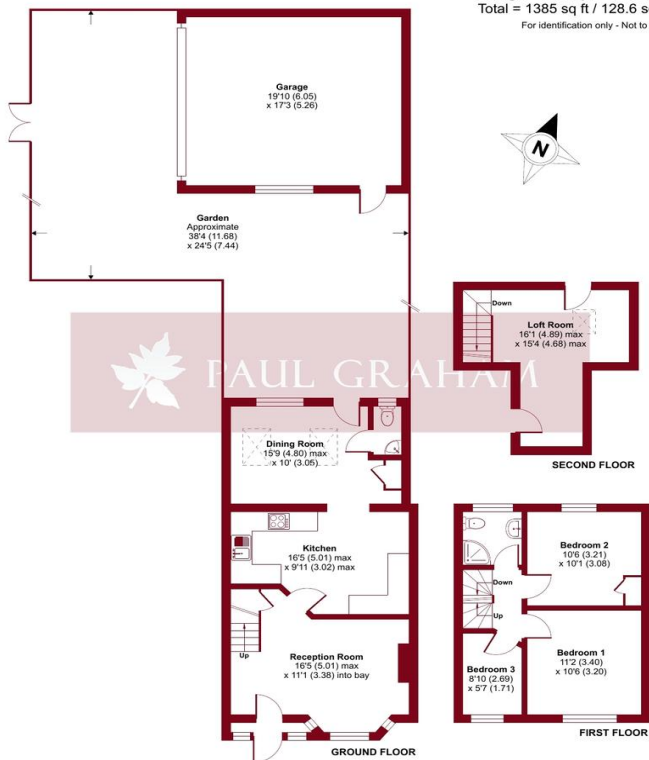 Total = 1385 sq ft / 128.6 s
For identification only - Not to
Garage
19'10 (6.05)
x 17'3 (5.26)
N
Garden
Approximate
38'4 (11.68)
x 24'5 (7.44)
Down
Loft Room
16'1 (4.89) max
x 15'4 (4.68) max
PAUL GRAHAM
SECOND FLOOR
Dining Room
15'9 (4.80) max
x 10' (3.05)
Kitchen
16'5 (5.01) max
x 9'11 (3.02) max
Bedroom 2
10'6 (3.21)
x 10'1 (3.08)
Down
Up
Up
Reception Room
16'5 (5.01) max
x 11'1 (3.38) into bay
Bedroom 3
8'10 (2.69)
x 5'7 (1.71)
Bedroom 1
11'2 (3.40)
x 10'6 (3.20)
FIRST FLOOR
GROUND FLOOR